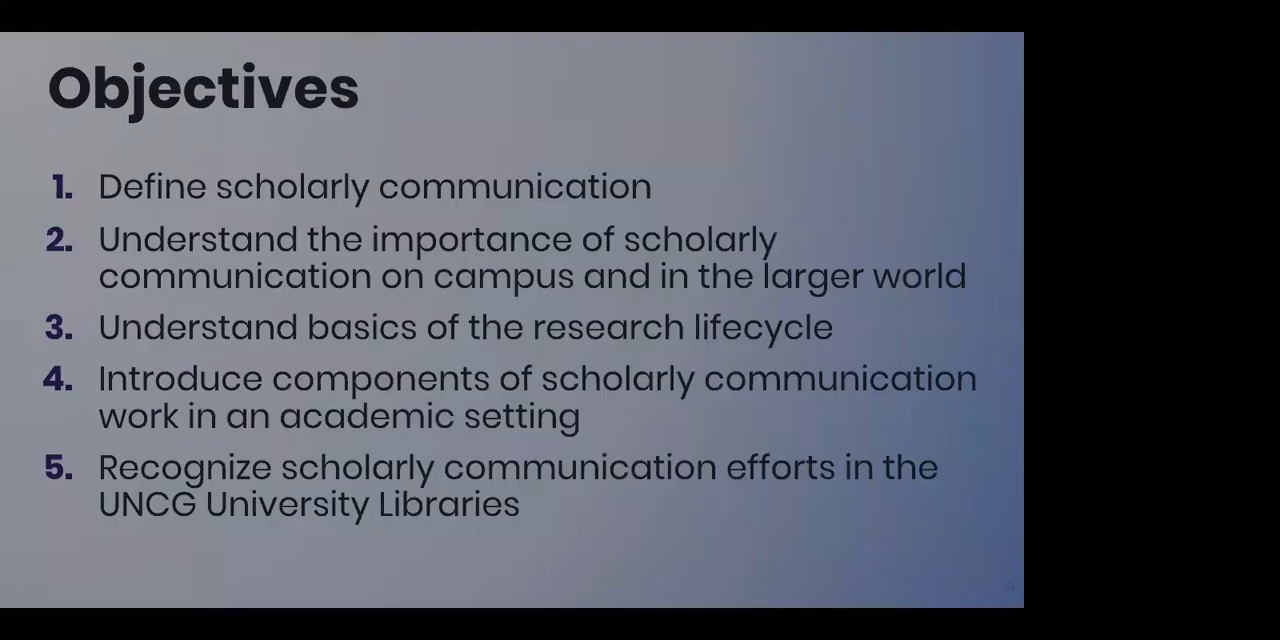 Objectives
1. Define scholarly communication
2. Understand the importance of scholarly
communication on campus and in the larger world
3. Understand basics of the research lifecycle
4. Introduce components of scholarly communication
work in an academic setting
5. Recognize scholarly communication efforts in the
UNCG University Libraries
4